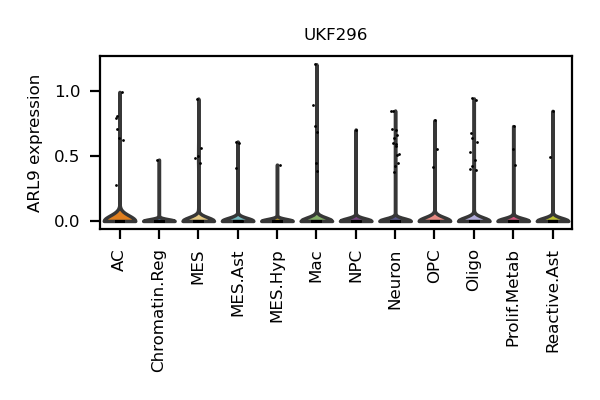 UKF296
ARL9 expression
1.0
0.5
0.0
AC
Chromatin.Reg
MES
MES.Ast
MES.Hyp
Mac
NPC
Neuron
OPC
Oligo
Prolif.Metab
Reactive.Ast